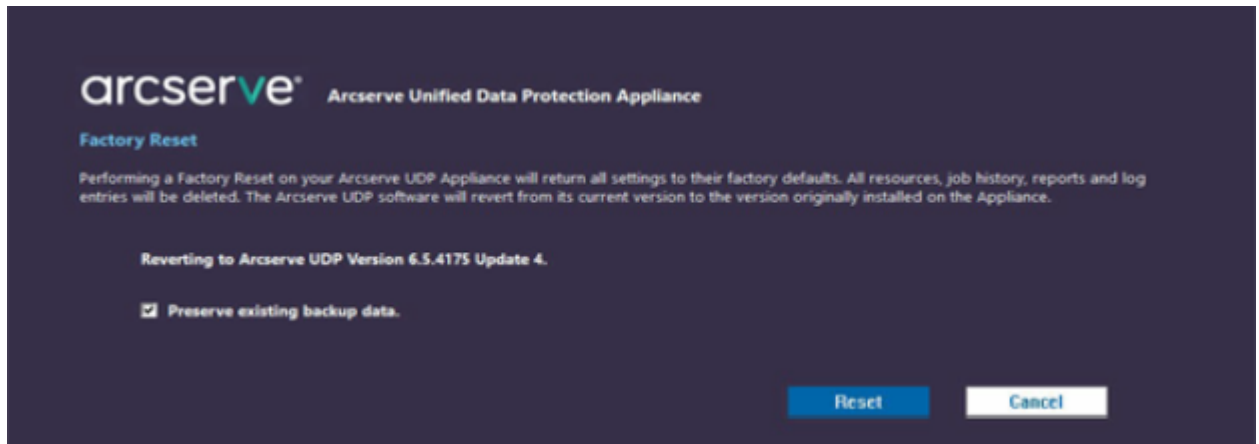 arcserve® Arcserve Unified Data Protection Appliance
Factory Reset
Performing a Factory Reset on your Arcserve UDP Appliance will return all settings to their factory defaults. All resources, job history, reports and log
entries will be deleted. The Arcserve UDP software will revert from its current version to the version originally installed on the Appliance.
Reverting to Arcserve UDP Version 6.5.4175 Update 4.
Preserve existing backup data.
Reset Cancel